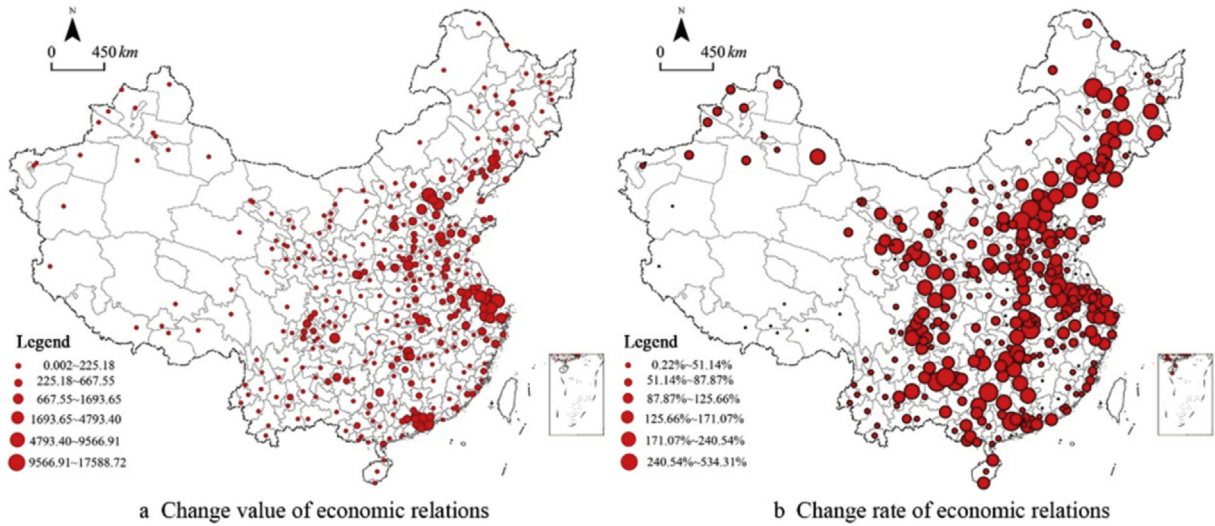 N
0 450 km
Legend
0.002~225.18
225.18~667.55
667.55~1693.65
1693.65~4793.40
4793.40~9566.91
9566.91~17588.72
a Change value of economic relations
N
0 450 km
Legend
0.22%~51.14%
51.14%~87.87%
87.87%~125.66%
125.66%~171.07%
171.07%~240.54%
240.54%~534.31%
b Change rate of economic relations